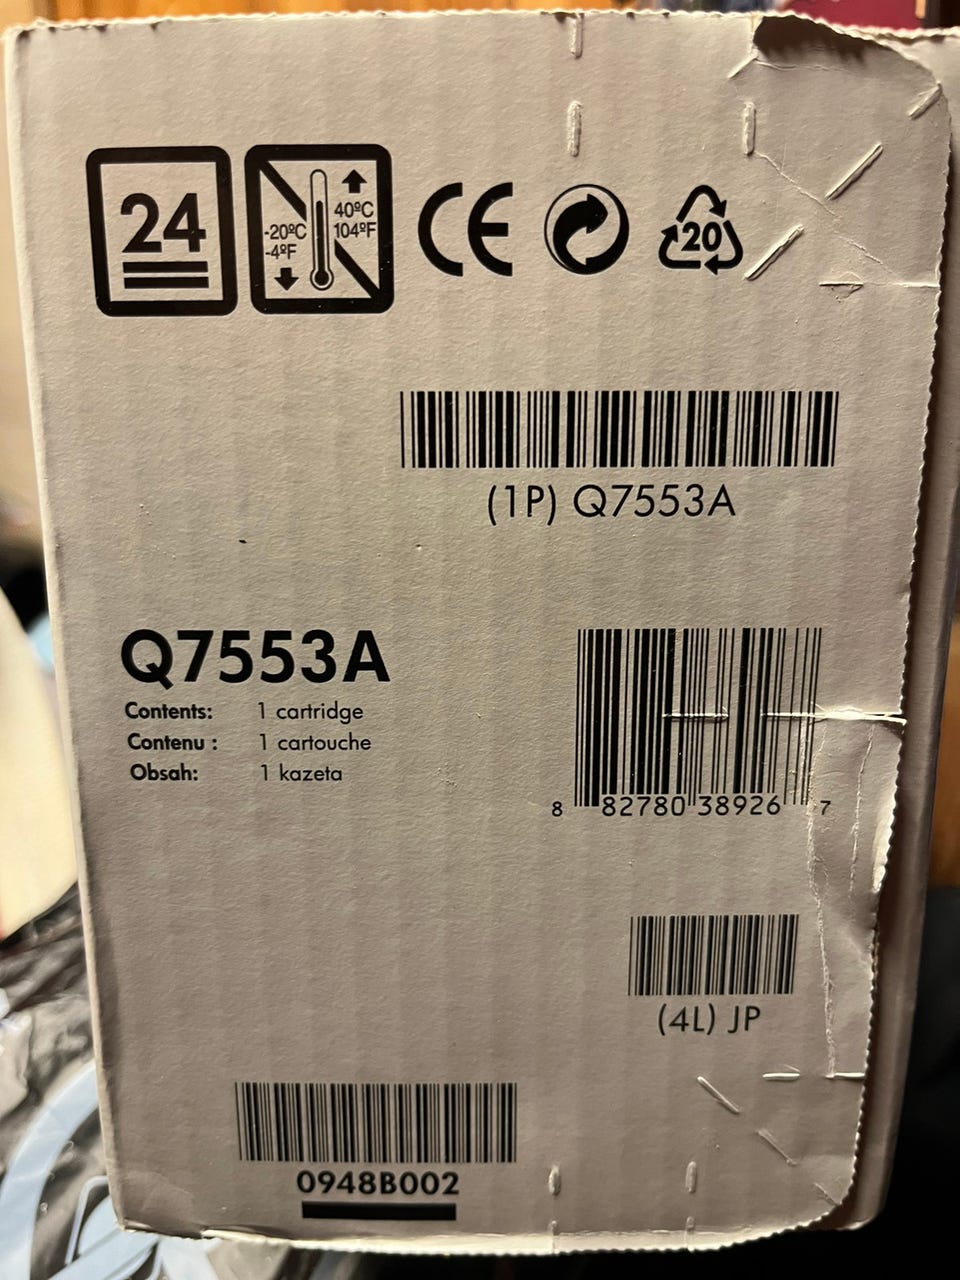 24
-20ºC
-4ºF
40ºC
104ºF
CE
20
(1P) Q7553A
Q7553A
Contents: 1 cartridge
Contenu : 1 cartouche
Obsah: 1 kazeta
8 82780 38926 7
(4L) JP
0948B002